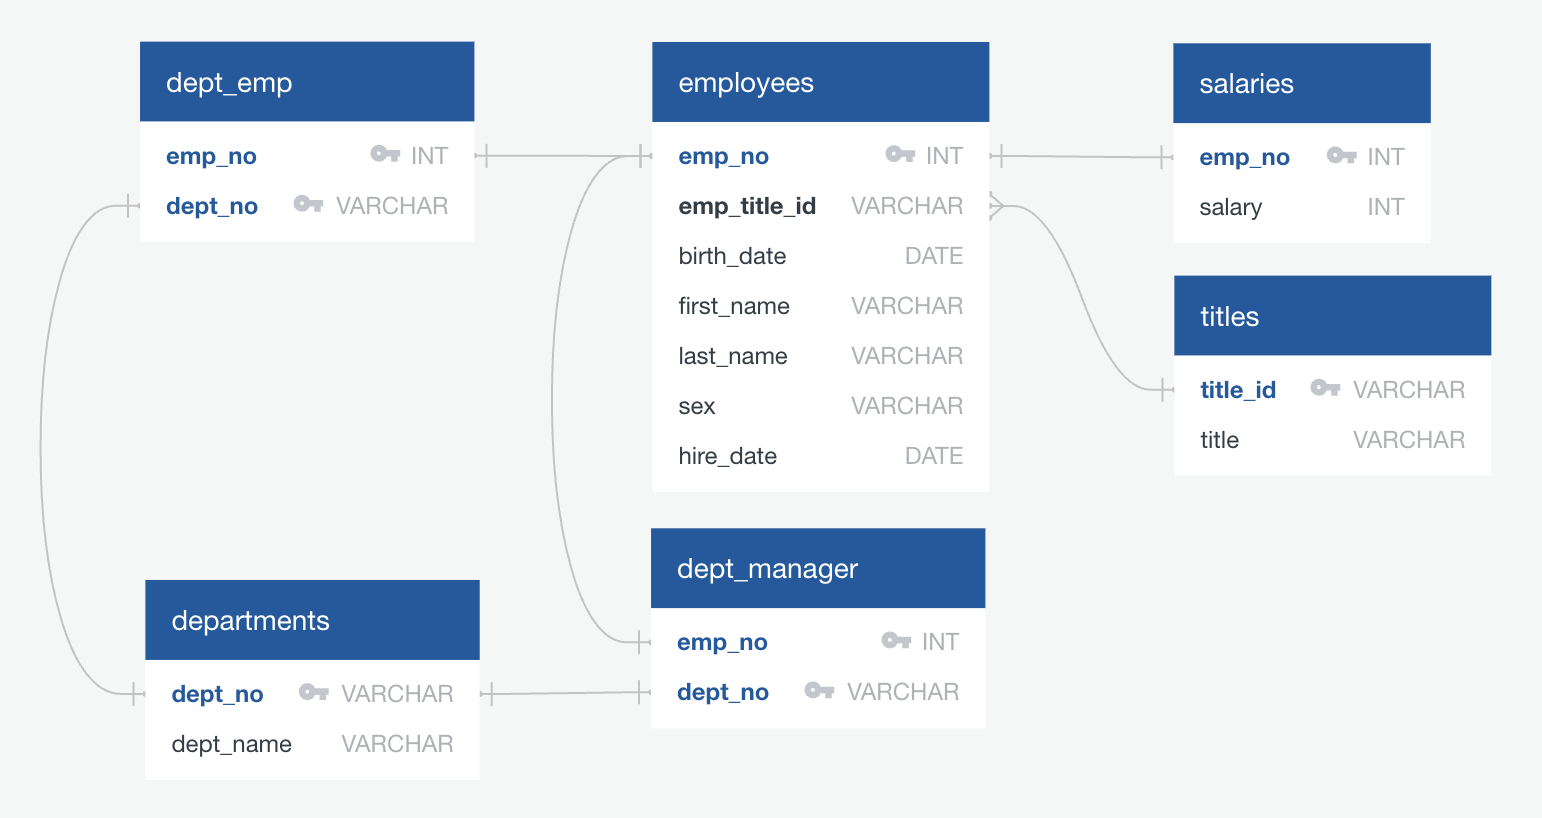 dept_emp
emp_no INT
dept_no VARCHAR
employees
emp_no INT
emp_title_id VARCHAR
birth_date DATE
first_name VARCHAR
last_name VARCHAR
sex VARCHAR
hire_date DATE
salaries
emp_no INT
salary INT
titles
title_id VARCHAR
title VARCHAR
departments
dept_no VARCHAR
dept_name VARCHAR
dept_manager
emp_no INT
dept_no VARCHAR